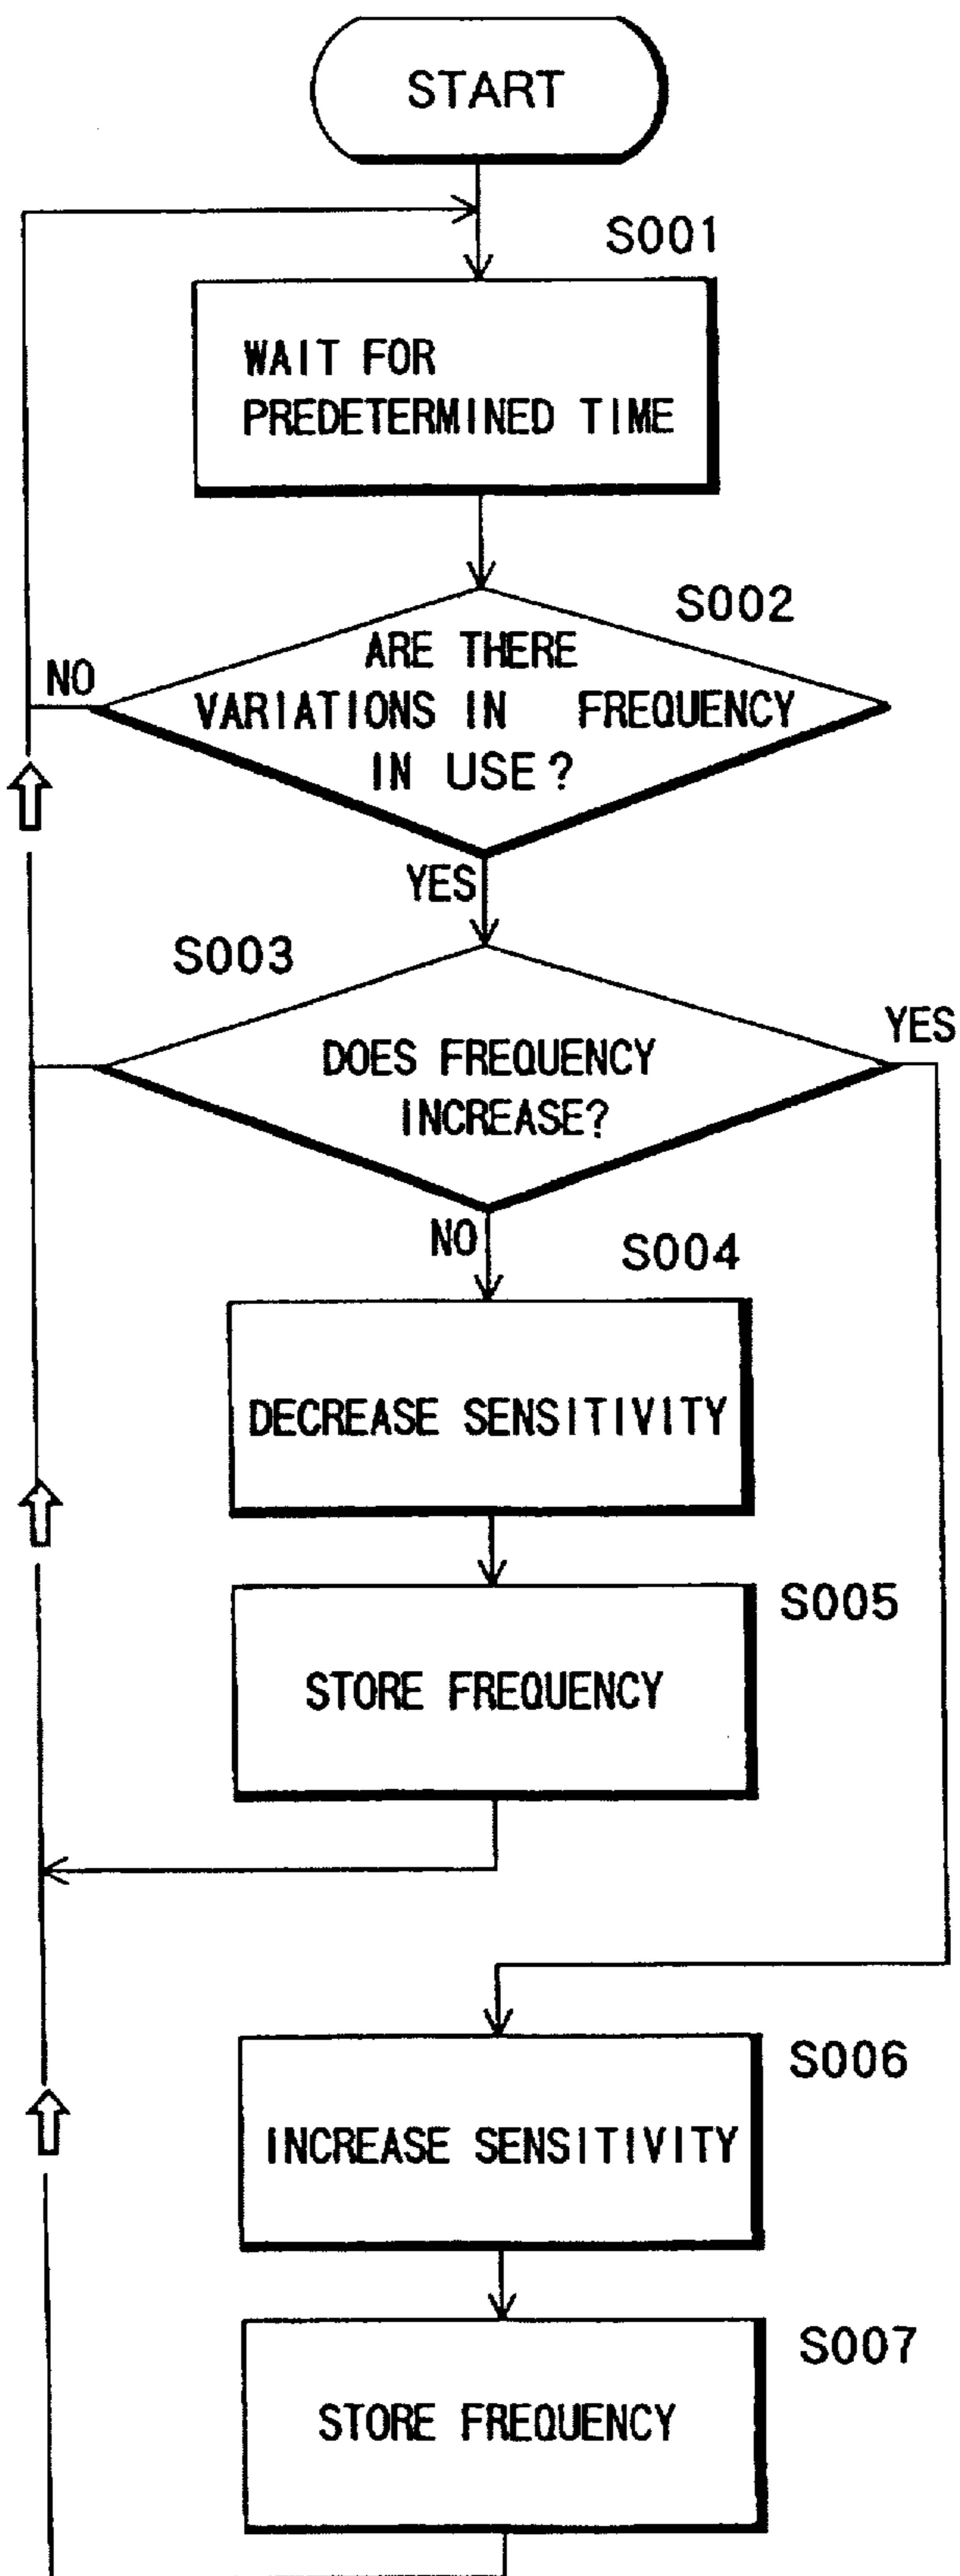 START
S001
WAIT FOR
PREDETERMINED TIME
S002
ARE THERE
NO
VARIATIONS IN FREQUENCY
IN USE?
YES
S003
YES
DOES FREQUENCY
INCREASE?
NO
S004
DECREASE SENSITIVITY
S005
STORE FREQUENCY
S006
INCREASE SENSITIVITY
S007
STORE FREQUENCY